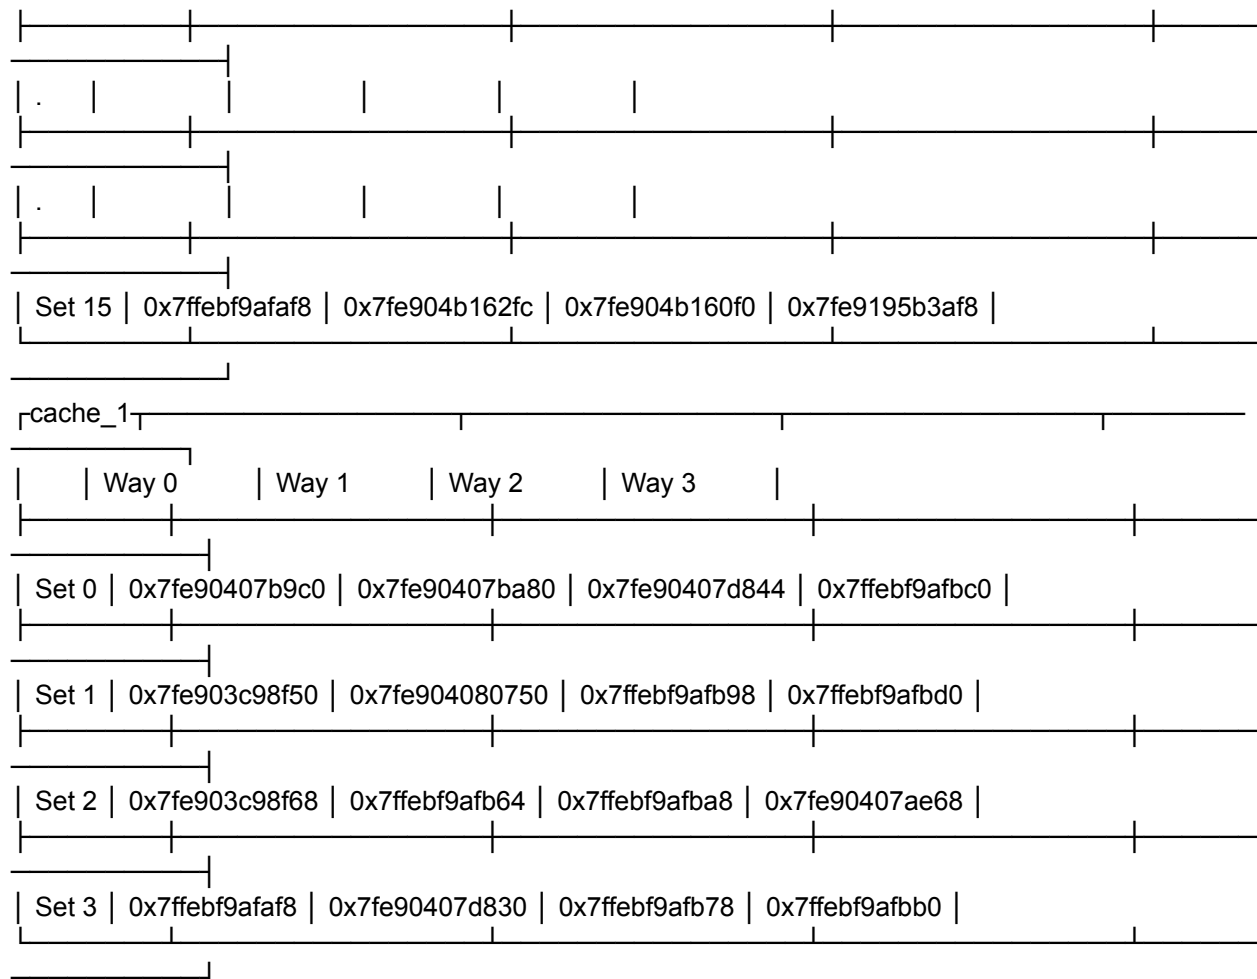 │ . │ │ │ │ │
│ . │ │ │ │ │
│ Set 15 │ 0x7ffebf9afaf8 │ 0x7fe904b162fc │ 0x7fe904b160f0 │ 0x7fe9195b3af8 │
┌cache_1┬
│ │ Way 0 │ Way 1 │ Way 2 │ Way 3 │
│ Set 0 │ 0x7fe90407b9c0 │ 0x7fe90407ba80 │ 0x7fe90407d844 │ 0x7ffebf9afbc0 │
│ Set 1 │ 0x7fe903c98f50 │ 0x7fe904080750 │ 0x7ffebf9afb98 │ 0x7ffebf9afbd0 │
│ Set 2 │ 0x7fe903c98f68 │ 0x7ffebf9afb64 │ 0x7ffebf9afba8 │ 0x7fe90407ae68 │
│ Set 3 │ 0x7ffebf9afaf8 │ 0x7fe90407d830 │ 0x7ffebf9afb78 │ 0x7ffebf9afbb0 │